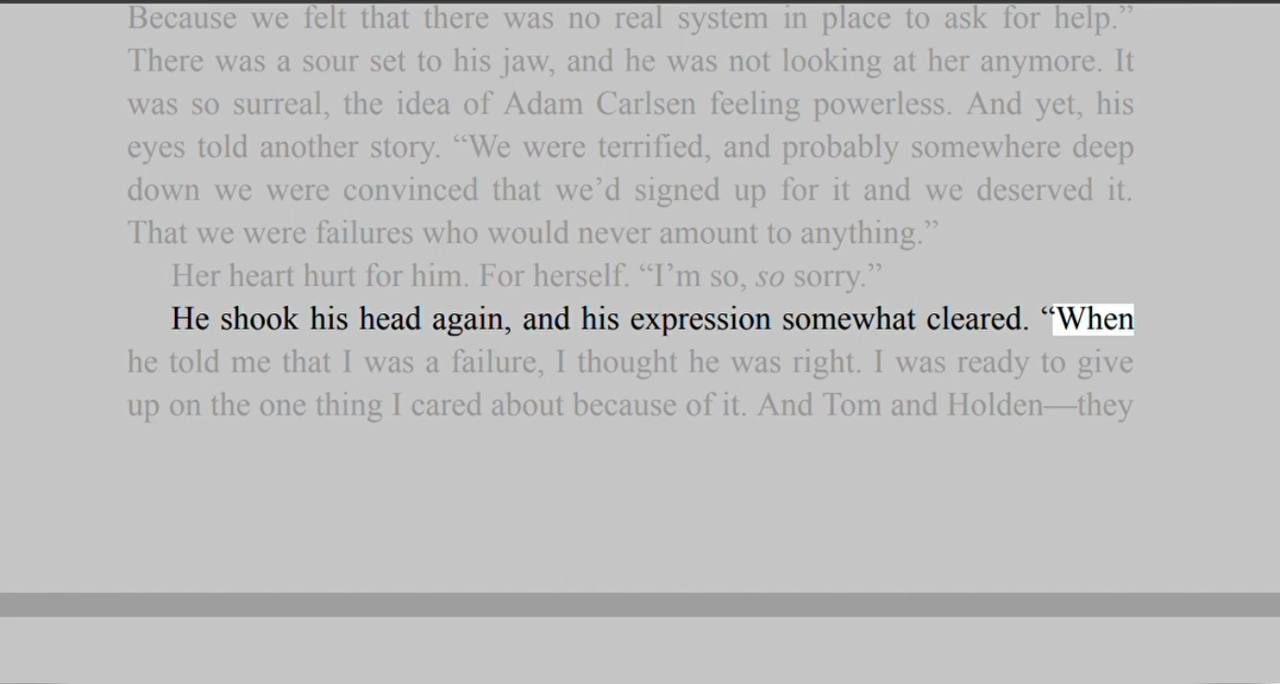 Because we felt that there was no real system in place to ask for help.”
There was a sour set to his jaw, and he was not looking at her anymore. It
was so surreal, the idea of Adam Carlsen feeling powerless. And yet, his
eyes told another story. “We were terrified, and probably somewhere deep
down we were convinced that we’d signed up for it and we deserved it.
That we were failures who would never amount to anything.”
Her heart hurt for him. For herself. “I’m so, so sorry.”
He shook his head again, and his expression somewhat cleared. “When
he told me that I was a failure, I thought he was right. I was ready to give
up on the one thing I cared about because of it. And Tom and Holden—they